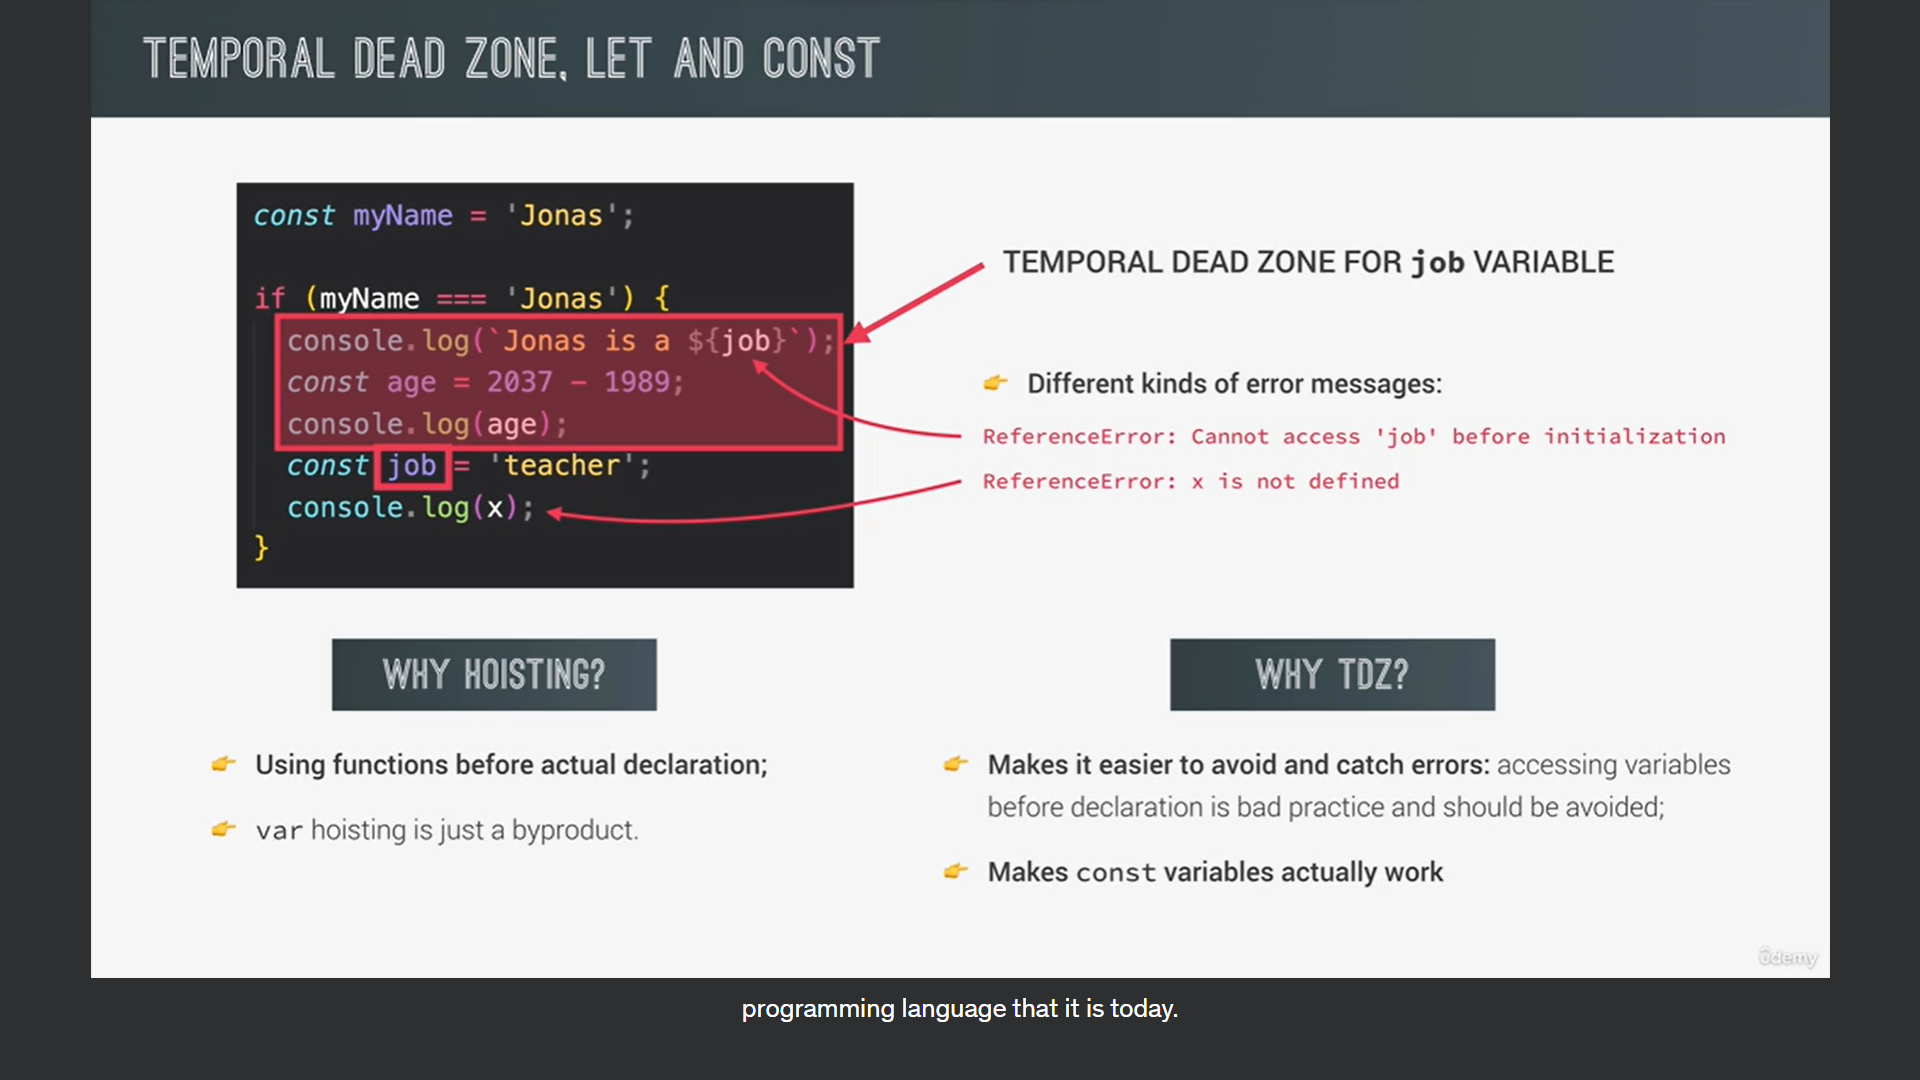 TEMPORAL DEAD ZONE, LET AND CONST
const myName = 'Jonas';
if (myName === 'Jonas') {
console.log(`Jonas is a ${job}`);
const age = 2037 − 1989;
console.log(age);
const job = 'teacher';
console.log(x);
}
TEMPORAL DEAD ZONE FOR job VARIABLE
👉 Different kinds of error messages:
ReferenceError: Cannot access 'job' before initialization
ReferenceError: x is not defined
WHY HOISTING?
👉 Using functions before actual declaration;
👉 var hoisting is just a byproduct.
WHY TDZ?
👉 Makes it easier to avoid and catch errors: accessing variables
before declaration is bad practice and should be avoided;
👉 Makes const variables actually work
ûdemy
programming language that it is today.